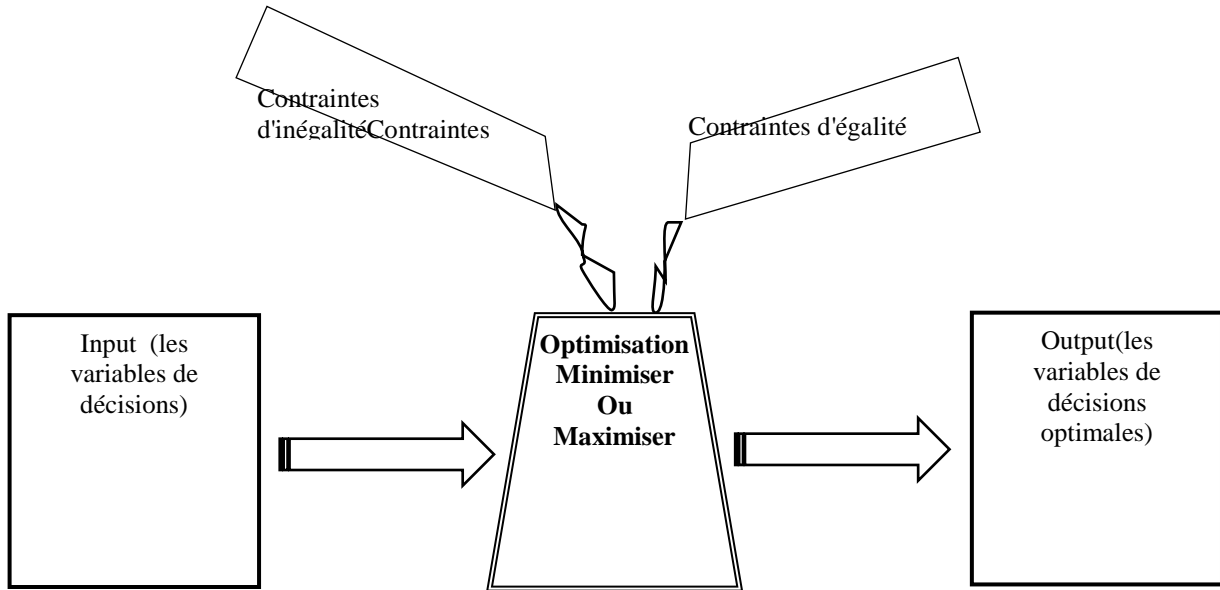 Contraintes
d'inégalitéContraintes
Contraintes d'égalité
Input (les
variables de
décisions)
Optimisation
Minimiser
Ou
Maximiser
Output(les
variables de
décisions
optimales)